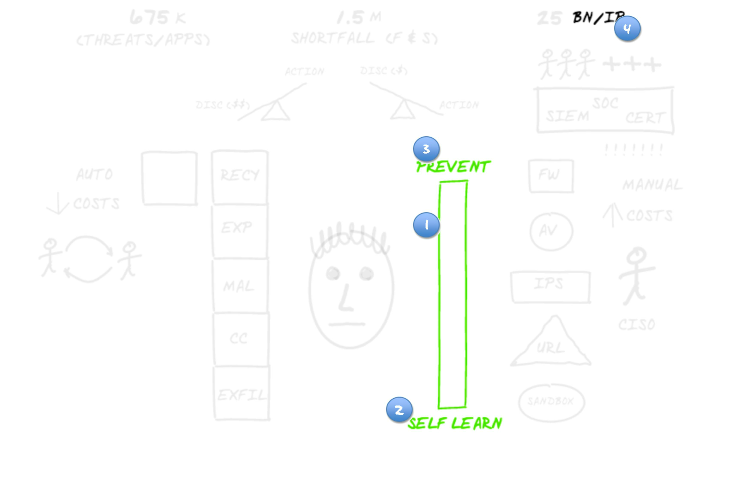 675 K
(THREATS/APPS)
1.5 M
SHORTFALL (F & S)
25 BN/IR
4
ACTION
DISC ($)
DISC ($$)
ACTION
SOC
SIEM
CERT
!!!!!!!
3
PREVENT
AUTO
↓ COSTS
RECY
EXP
MAL
CC
EXFIL
1
2
SELF LEARN
FW
AV
IPS
URL
SANDBOX
MANUAL
↑ COSTS
CISO